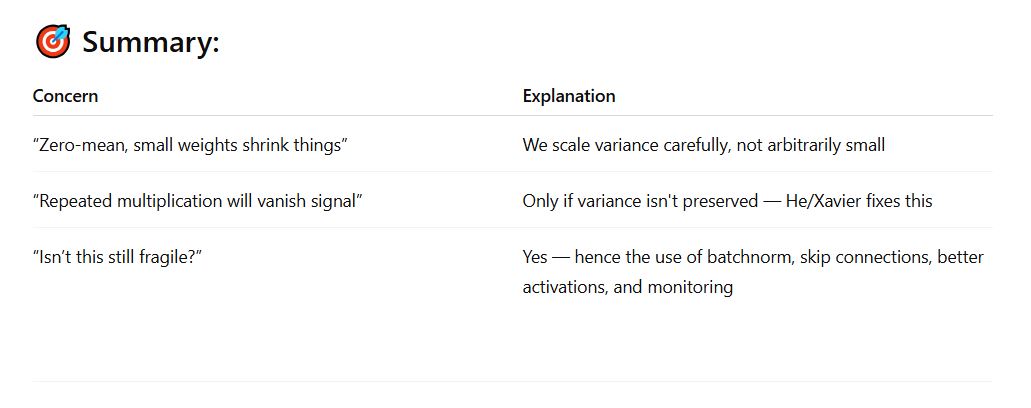 🎯 Summary:
Concern Explanation
“Zero-mean, small weights shrink things” We scale variance carefully, not arbitrarily small
“Repeated multiplication will vanish signal” Only if variance isn't preserved — He/Xavier fixes this
“Isn’t this still fragile?” Yes — hence the use of batchnorm, skip connections, better
activations, and monitoring